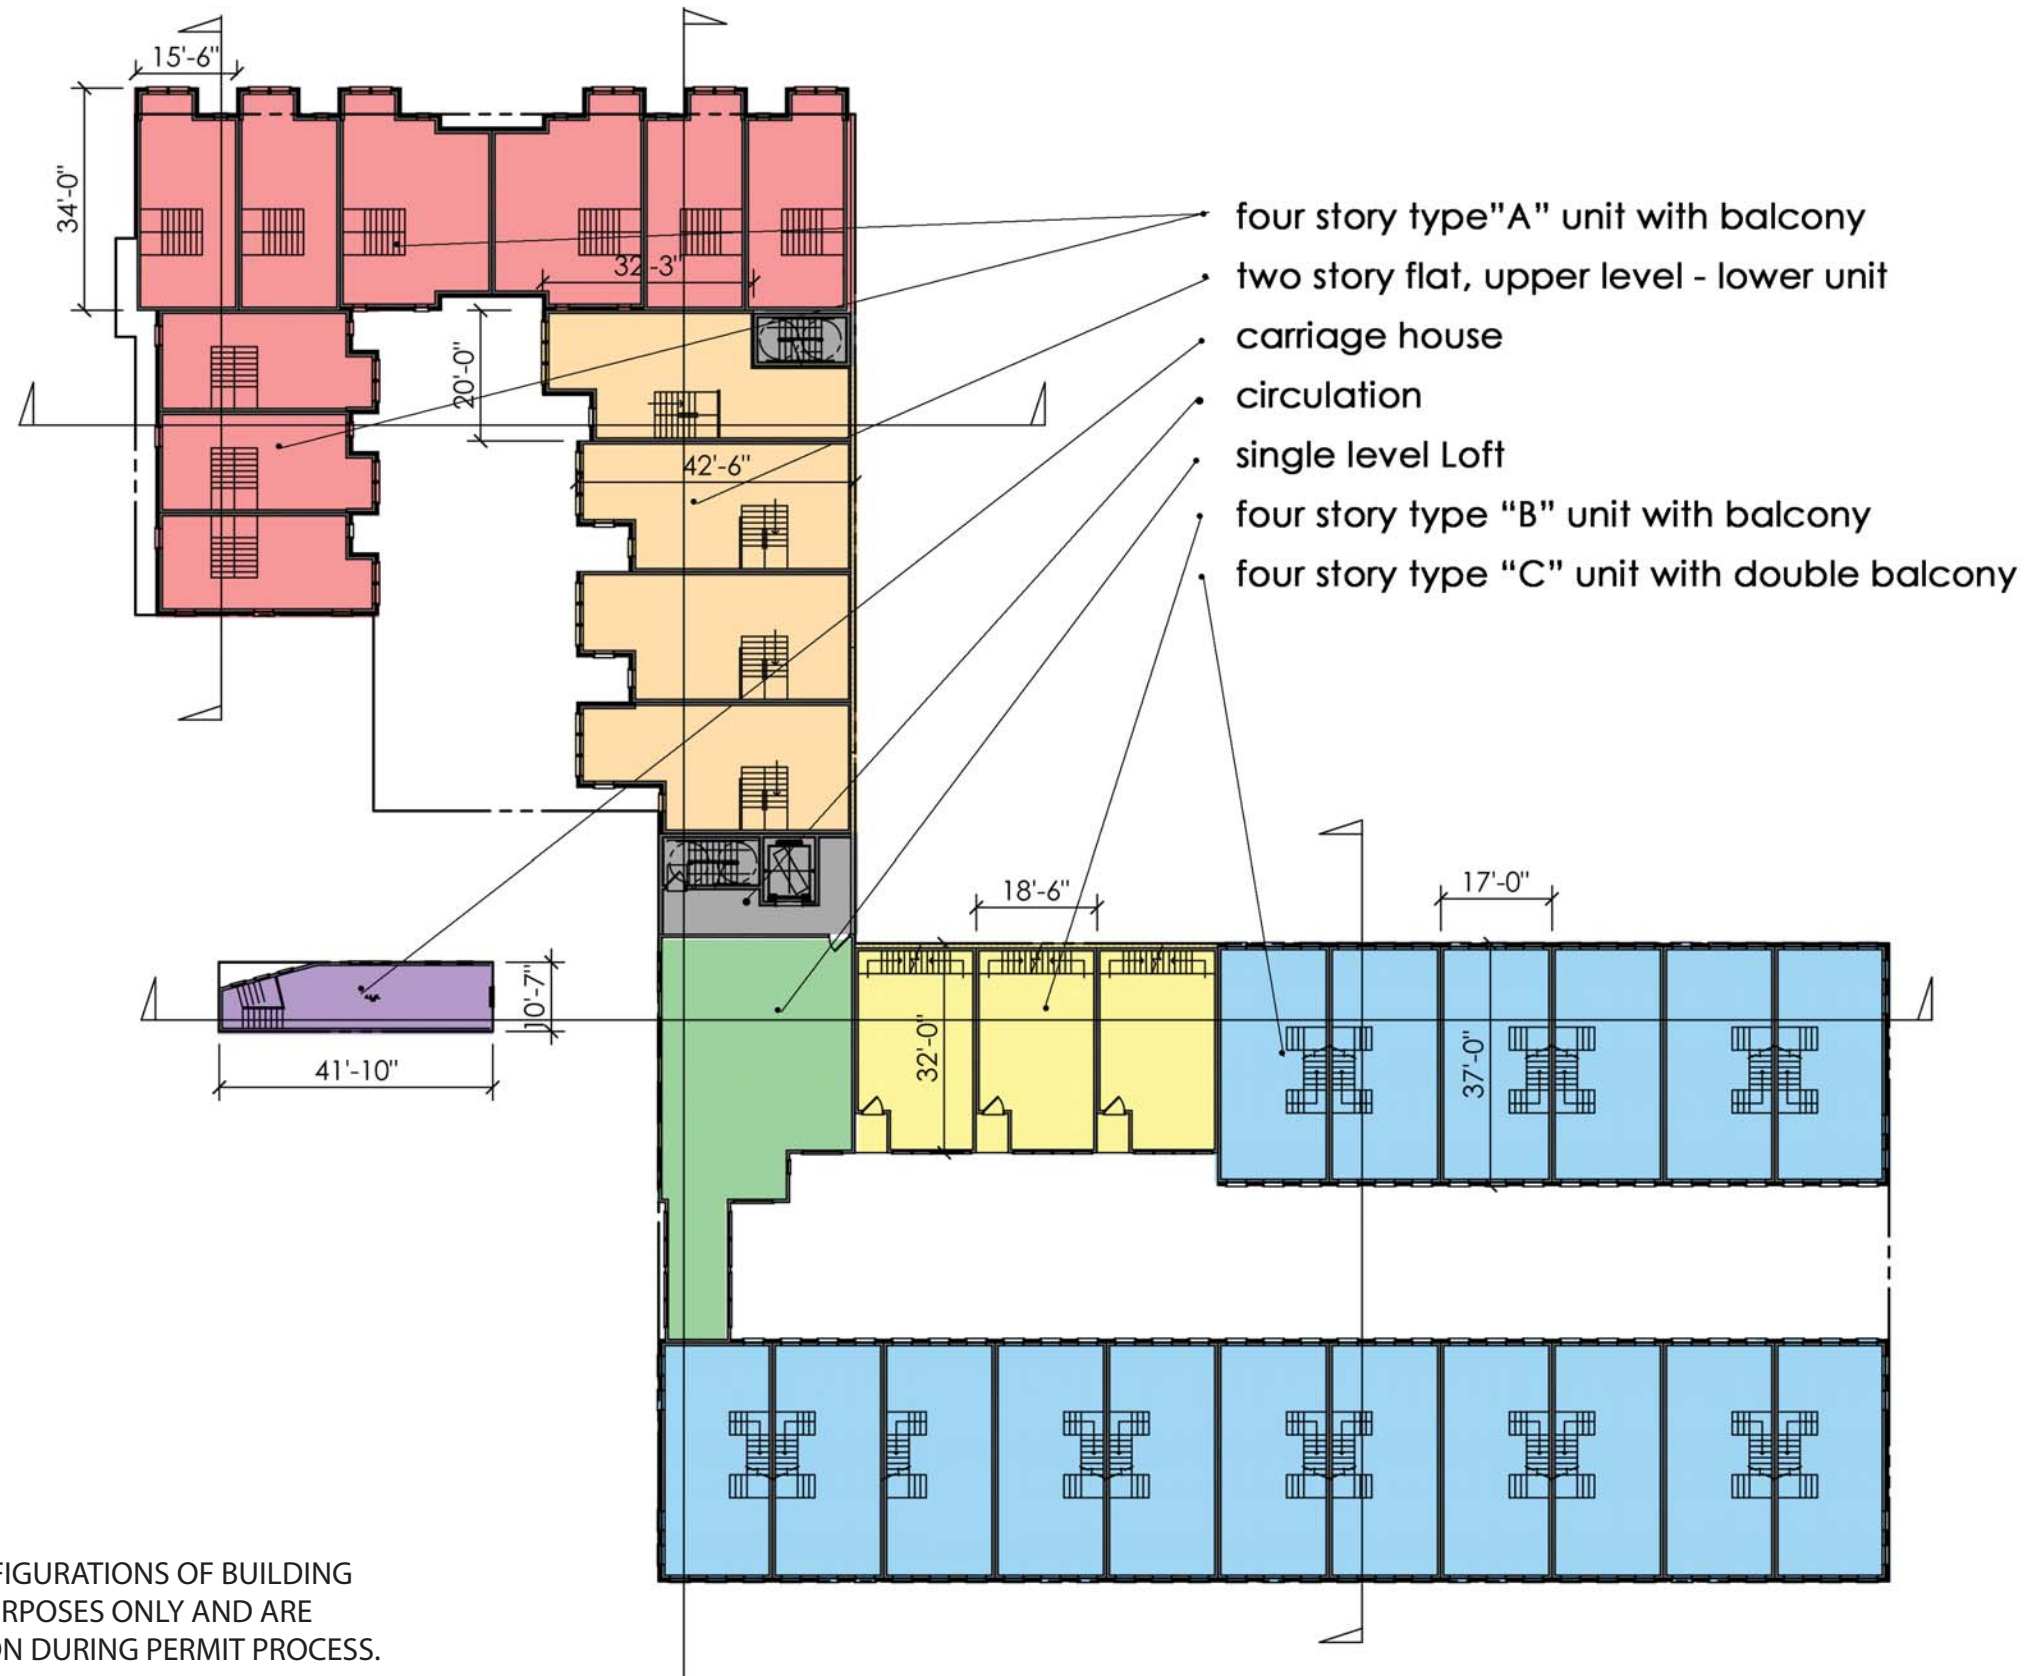 15'-6"
34'-0"
32'-3"
20'-0"
42'-6"
four story type"A" unit with balcony
two story flat, upper level - lower unit
carriage house
circulation
single level Loft
four story type "B" unit with balcony
four story type "C" unit with double balcony
18'-6"
17'-0"
10'-7"
41'-10"
32'-0"
37'-0"
FIGURATIONS OF BUILDING
RPOSES ONLY AND ARE
ON DURING PERMIT PROCESS.